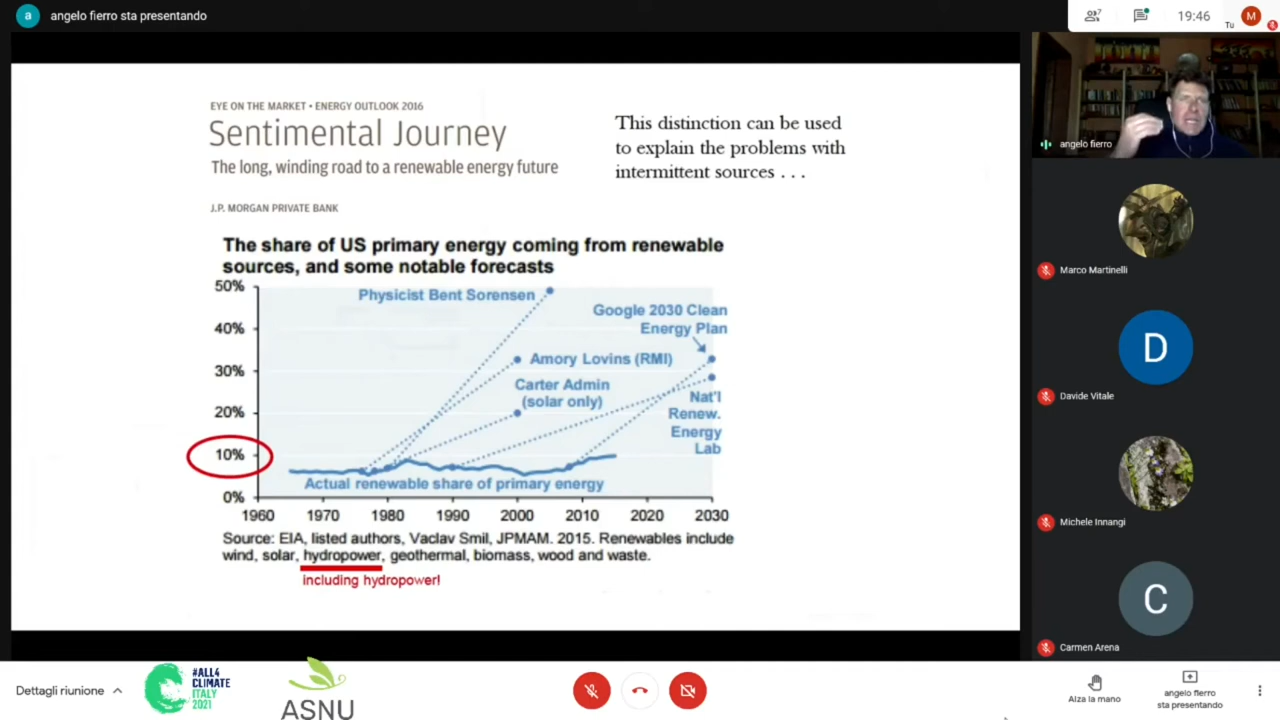 a angelo fierro sta presentando
7
19:46
Tu
M
EYE ON THE MARKET • ENERGY OUTLOOK 2016
Sentimental Journey
The long, winding road to a renewable energy future
J.P. MORGAN PRIVATE BANK
This distinction can be used
to explain the problems with
intermittent sources . . .
The share of US primary energy coming from renewable
sources, and some notable forecasts
50%
40%
30%
20%
10%
0%
Physicist Bent Sorensen
Google 2030 Clean
Energy Plan
Amory Lovins (RMI)
Carter Admin
(solar only)
Nat'l
Renew.
Energy
Lab
Actual renewable share of primary energy
1960 1970 1980 1990 2000 2010 2020 2030
Source: EIA, listed authors, Vaclav Smil, JPMAM. 2015. Renewables include
wind, solar, hydropower, geothermal, biomass, wood and waste.
including hydropower!
angelo fierro
Marco Martinelli
D
Davide Vitale
Michele Innangi
C
Carmen Arena
Dettagli riunione
#ALL4
CLIMATE
ITALY
2021
ASNU
Alza la mano
angelo fierro
sta presentando